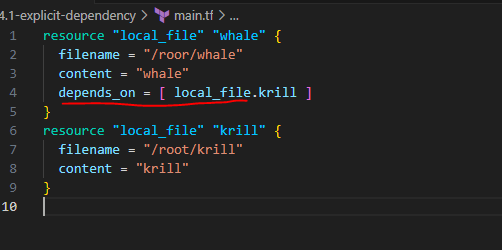 4.1-explicit-dependency > main.tf > ...
1 resource "local_file" "whale" {
2   filename = "/roor/whale"
3   content = "whale"
4   depends_on = [ local_file.krill ]
5 }
6 resource "local_file" "krill" {
7   filename = "/root/krill"
8   content = "krill"
9 }
10